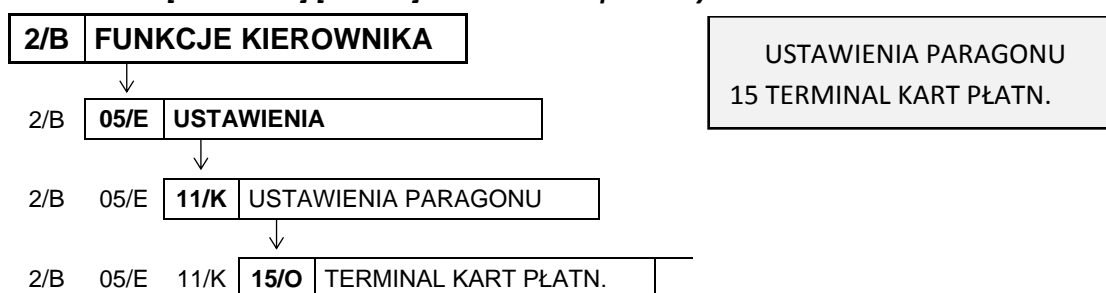 2/B FUNKCJE KIEROWNIKA
2/B 05/E USTAWIENIA
2/B 05/E 11/K USTAWIENIA PARAGONU
2/B 05/E 11/K 15/O TERMINAL KART PŁATN.
USTAWIENIA PARAGONU
15 TERMINAL KART PŁATN.